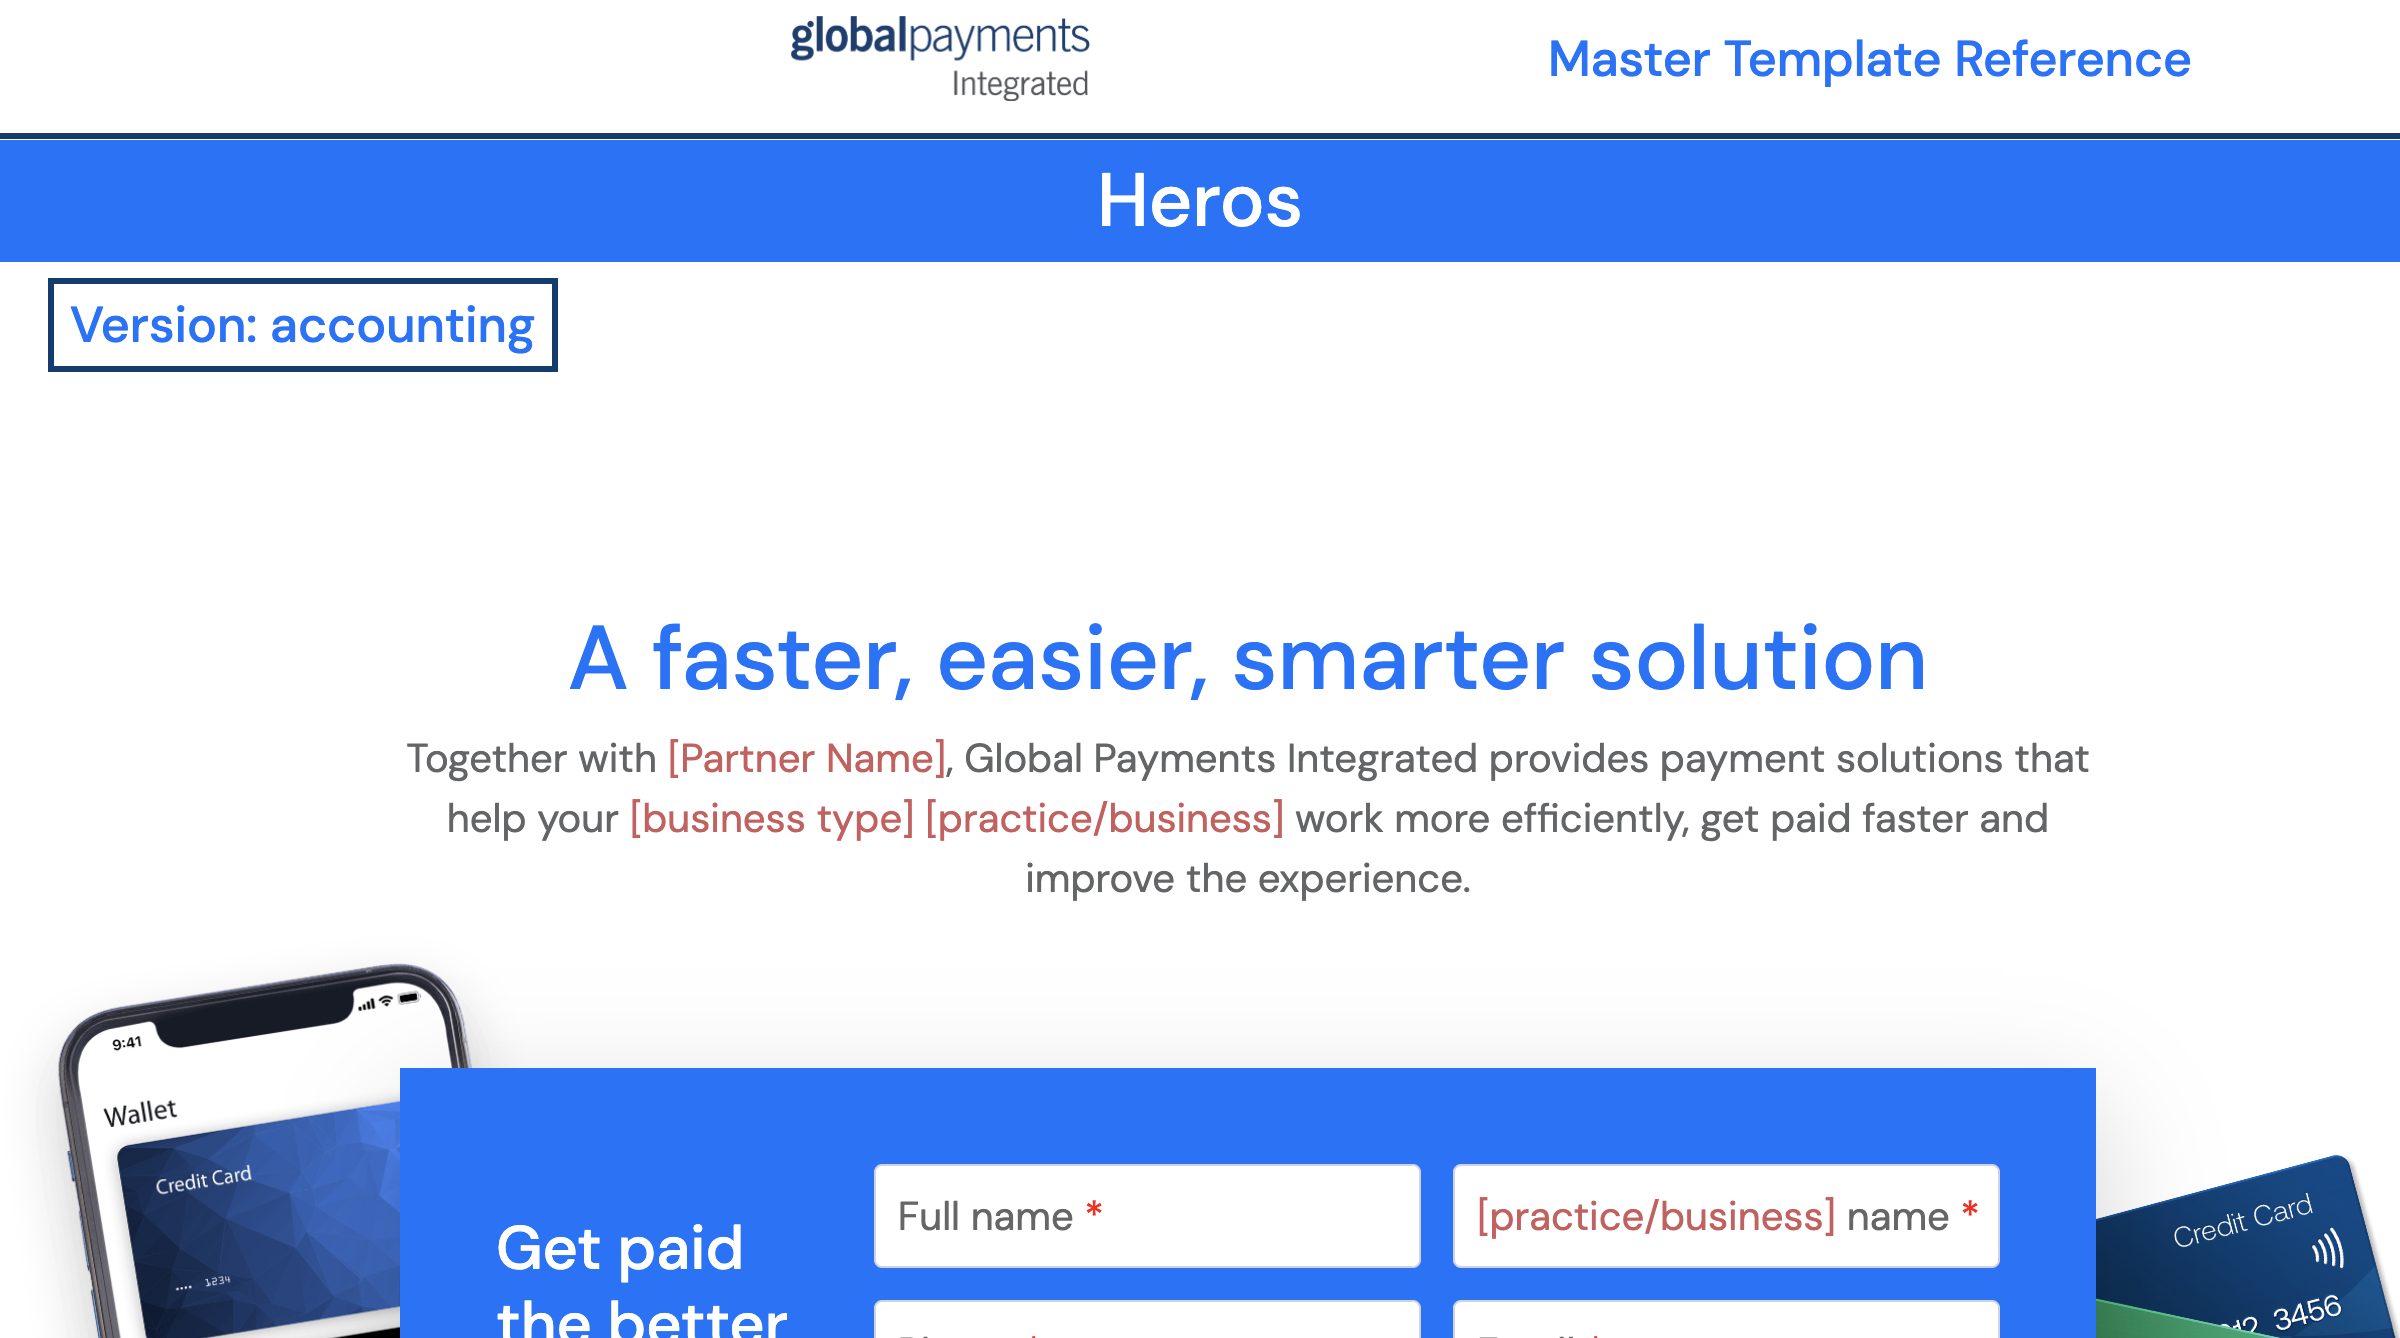 globalpayments
Integrated
Master Template Reference
Heros
Version: accounting
A faster, easier, smarter solution
Together with [Partner Name], Global Payments Integrated provides payment solutions that
help your [business type] [practice/business] work more efficiently, get paid faster and
improve the experience.
9:41
Wallet
Credit Card
•••• 1234
Get paid
the better
Full name *
[practice/business] name *
Credit Card
3456